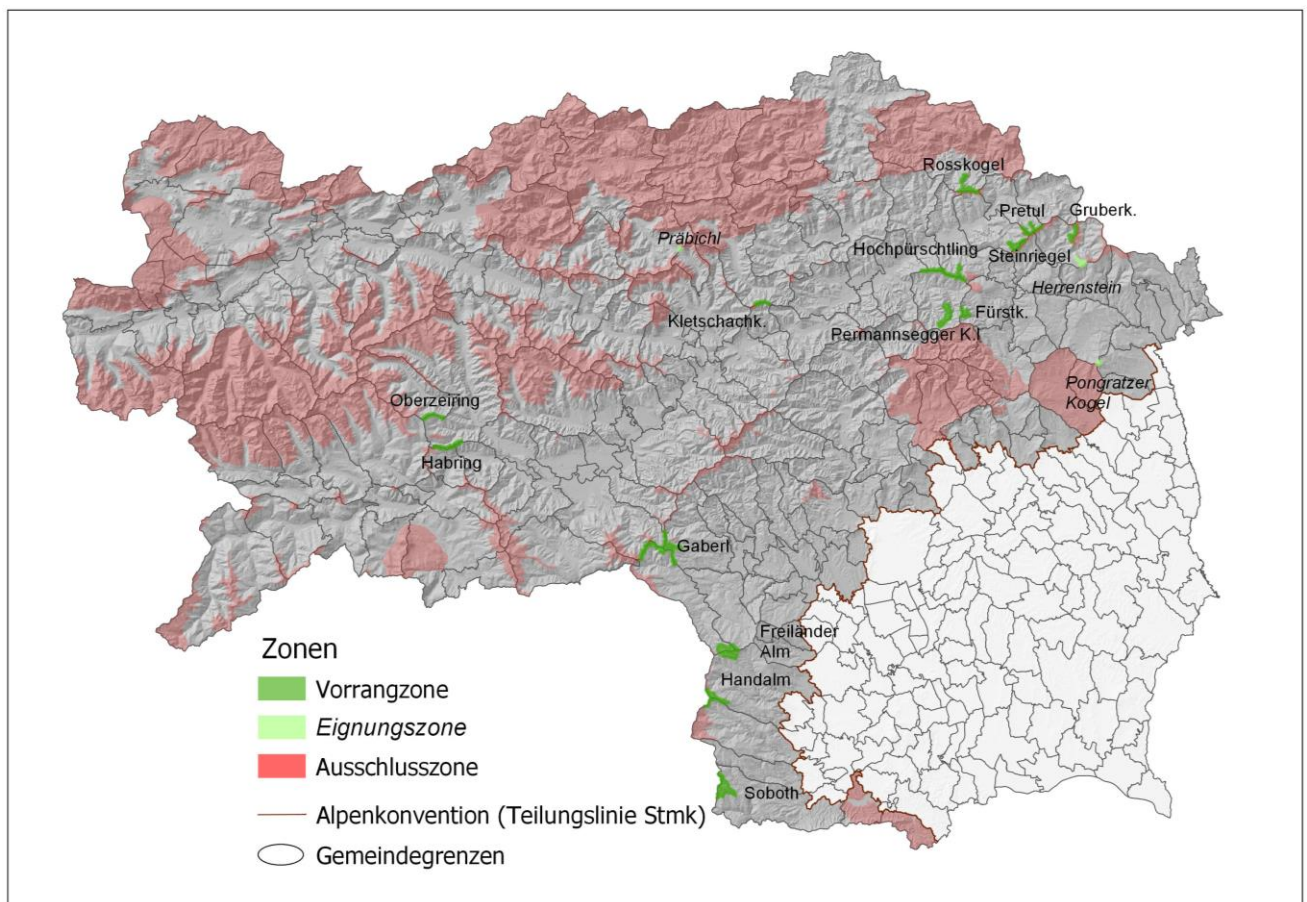 Rosskogel
Pretul
Gruberk.
Präbichl
Hochpürschtling
Steinriegel
Herrenstein
Kletschachk.
Fürstk.
Permannsegger K.l
Pongratzer
Kogel
Oberzeiring
Habring
Gaberl
Freiländer
Alm
Handalm
Soboth
Zonen
Vorrangzone
Eignungszone
Ausschlusszone
Alpenkonvention (Teilungslinie Stmk)
Gemeindegrenzen